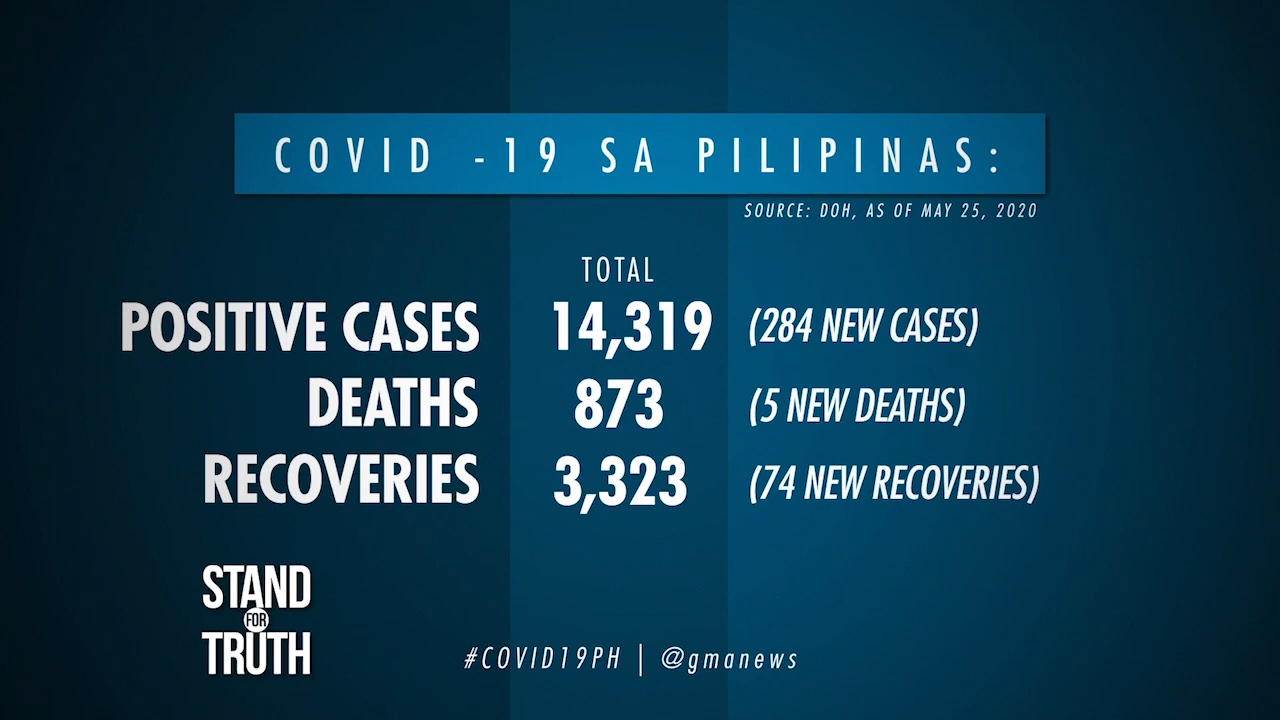 COVID -19 SA PILIPINAS:
SOURCE: DOH, AS OF MAY 25, 2020
TOTAL
POSITIVE CASES 14,319 (284 NEW CASES)
DEATHS 873 (5 NEW DEATHS)
RECOVERIES 3,323 (74 NEW RECOVERIES)
STAND
FOR
TRUTH
#COVID19PH | @gmanews